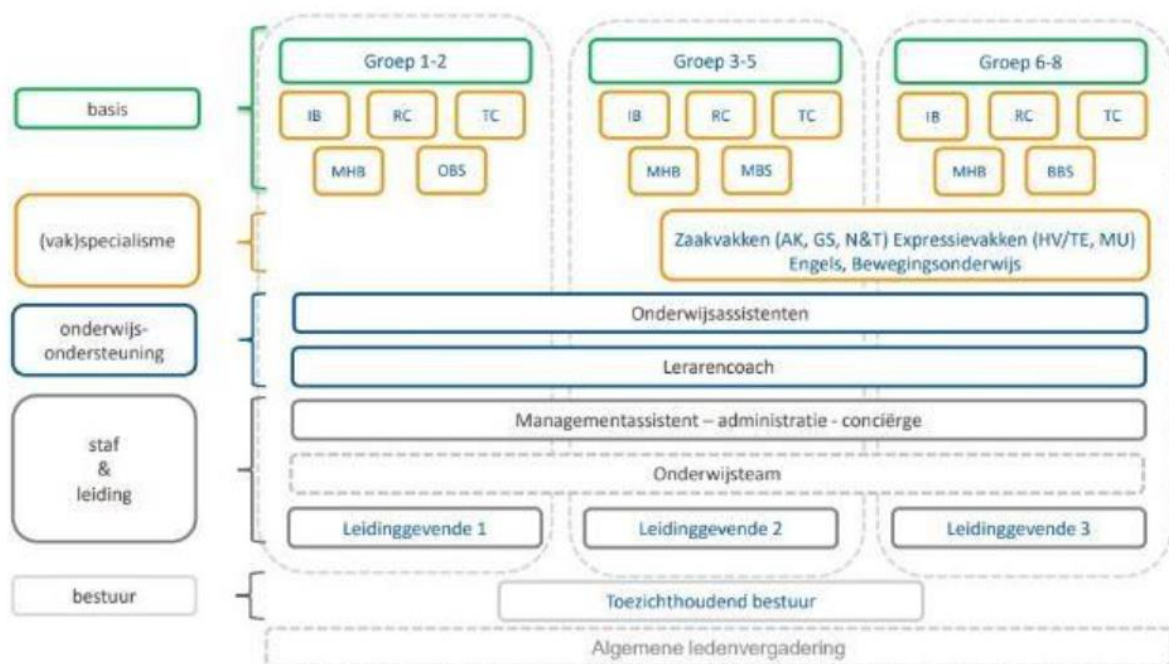 Groep 1-2
Groep 3-5
Groep 6-8
basis
IB
RC
TC
IB
RC
TC
IB
RC
TC
MHB
OBS
MHB
MBS
MHB
BBS
(vak)specialisme
Zaakvakken (AK, GS, N&T) Expressievakken (HV/TE, MU)
Engels, Bewegingsonderwijs
onderwijs-
ondersteuning
Onderwijsassistenten
Lerarencoach
staf
&
leiding
Managementassistent – administratie - conciërge
Onderwijsteam
Leidinggevende 1
Leidinggevende 2
Leidinggevende 3
bestuur
Toezichthoudend bestuur
Algemene ledenvergadering